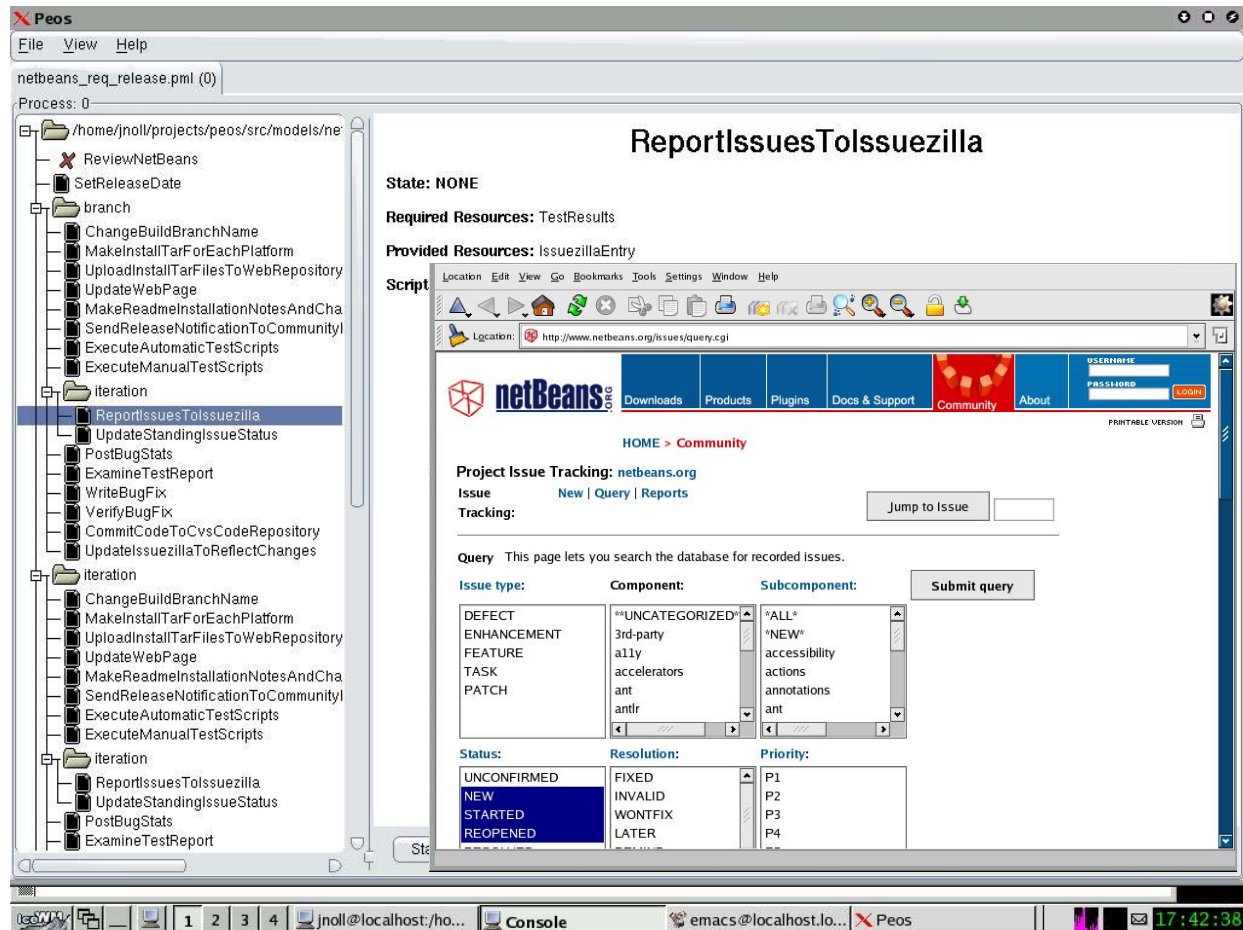 Peos
File View Help
netbeans_req_release.pml (0)
Process: 0
/home/jnoll/projects/peos/src/models/ne
ReviewNetBeans
SetReleaseDate
branch
ChangeBuildBranchName
MakeInstallTarForEachPlatform
UploadInstallTarFilesToWebRepository
UpdateWebPage
MakeReadmeInstallationNotesAndCha
SendReleaseNotificationToCommunityI
ExecuteAutomaticTestScripts
ExecuteManualTestScripts
iteration
ReportIssuesToIssuezilla
UpdateStandingIssueStatus
PostBugStats
ExamineTestReport
WriteBugFix
VerifyBugFix
CommitCodeToCvsCodeRepository
UpdateIssuezillaToReflectChanges
iteration
ChangeBuildBranchName
MakeInstallTarForEachPlatform
UploadInstallTarFilesToWebRepository
UpdateWebPage
MakeReadmeInstallationNotesAndCha
SendReleaseNotificationToCommunityI
ExecuteAutomaticTestScripts
ExecuteManualTestScripts
iteration
ReportIssuesToIssuezilla
UpdateStandingIssueStatus
PostBugStats
ExamineTestReport
ReportIssuesToIssuezilla
State: NONE
Required Resources: TestResults
Provided Resources: IssuezillaEntry
Script
Sta
Location Edit View Go Bookmarks Tools Settings Window Help
Location: http://www.netbeans.org/issues/query.cgi
netBeans.ORG
Downloads Products Plugins Docs & Support Community About
USERNAME
PASSWORD
LOGIN
PRINTABLE VERSION
HOME > Community
Project Issue Tracking: netbeans.org
Issue Tracking: New | Query | Reports
Jump to Issue
Query This page lets you search the database for recorded issues.
Issue type: Component: Subcomponent: Submit query
DEFECT **UNCATEGORIZED* *ALL*
ENHANCEMENT 3rd-party *NEW*
FEATURE a11y accessibility
TASK accelerators actions
PATCH ant annotations
antlr ant
Status: Resolution: Priority:
UNCONFIRMED FIXED P1
NEW INVALID P2
STARTED WONTFIX P3
REOPENED LATER P4
1 2 3 4 jnoll@localhost:/ho... Console emacs@localhost.lo... Peos 17:42:38